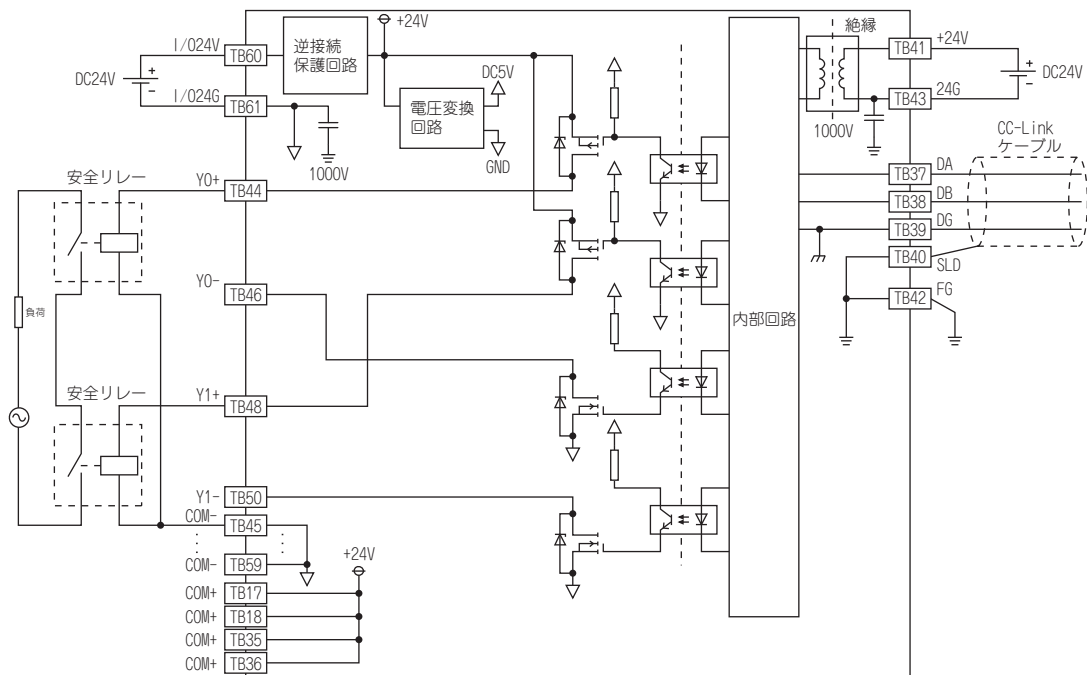 +24V
I/O24V
TB60
逆接続
保護回路
DC24V
DC5V
電圧変換
回路
GND
I/O24G
TB61
1000V
安全リレー
Y0+
TB44
Y0-
TB46
負荷
安全リレー
Y1+
TB48
Y1-
TB50
COM-
TB45
COM-
TB59
+24V
COM+
TB17
COM+
TB18
COM+
TB35
COM+
TB36
内部回路
絶縁
1000V
TB41
+24V
DC24V
TB43
24G
CC-Link
ケーブル
TB37
DA
TB38
DB
TB39
DG
TB40
SLD
TB42
FG